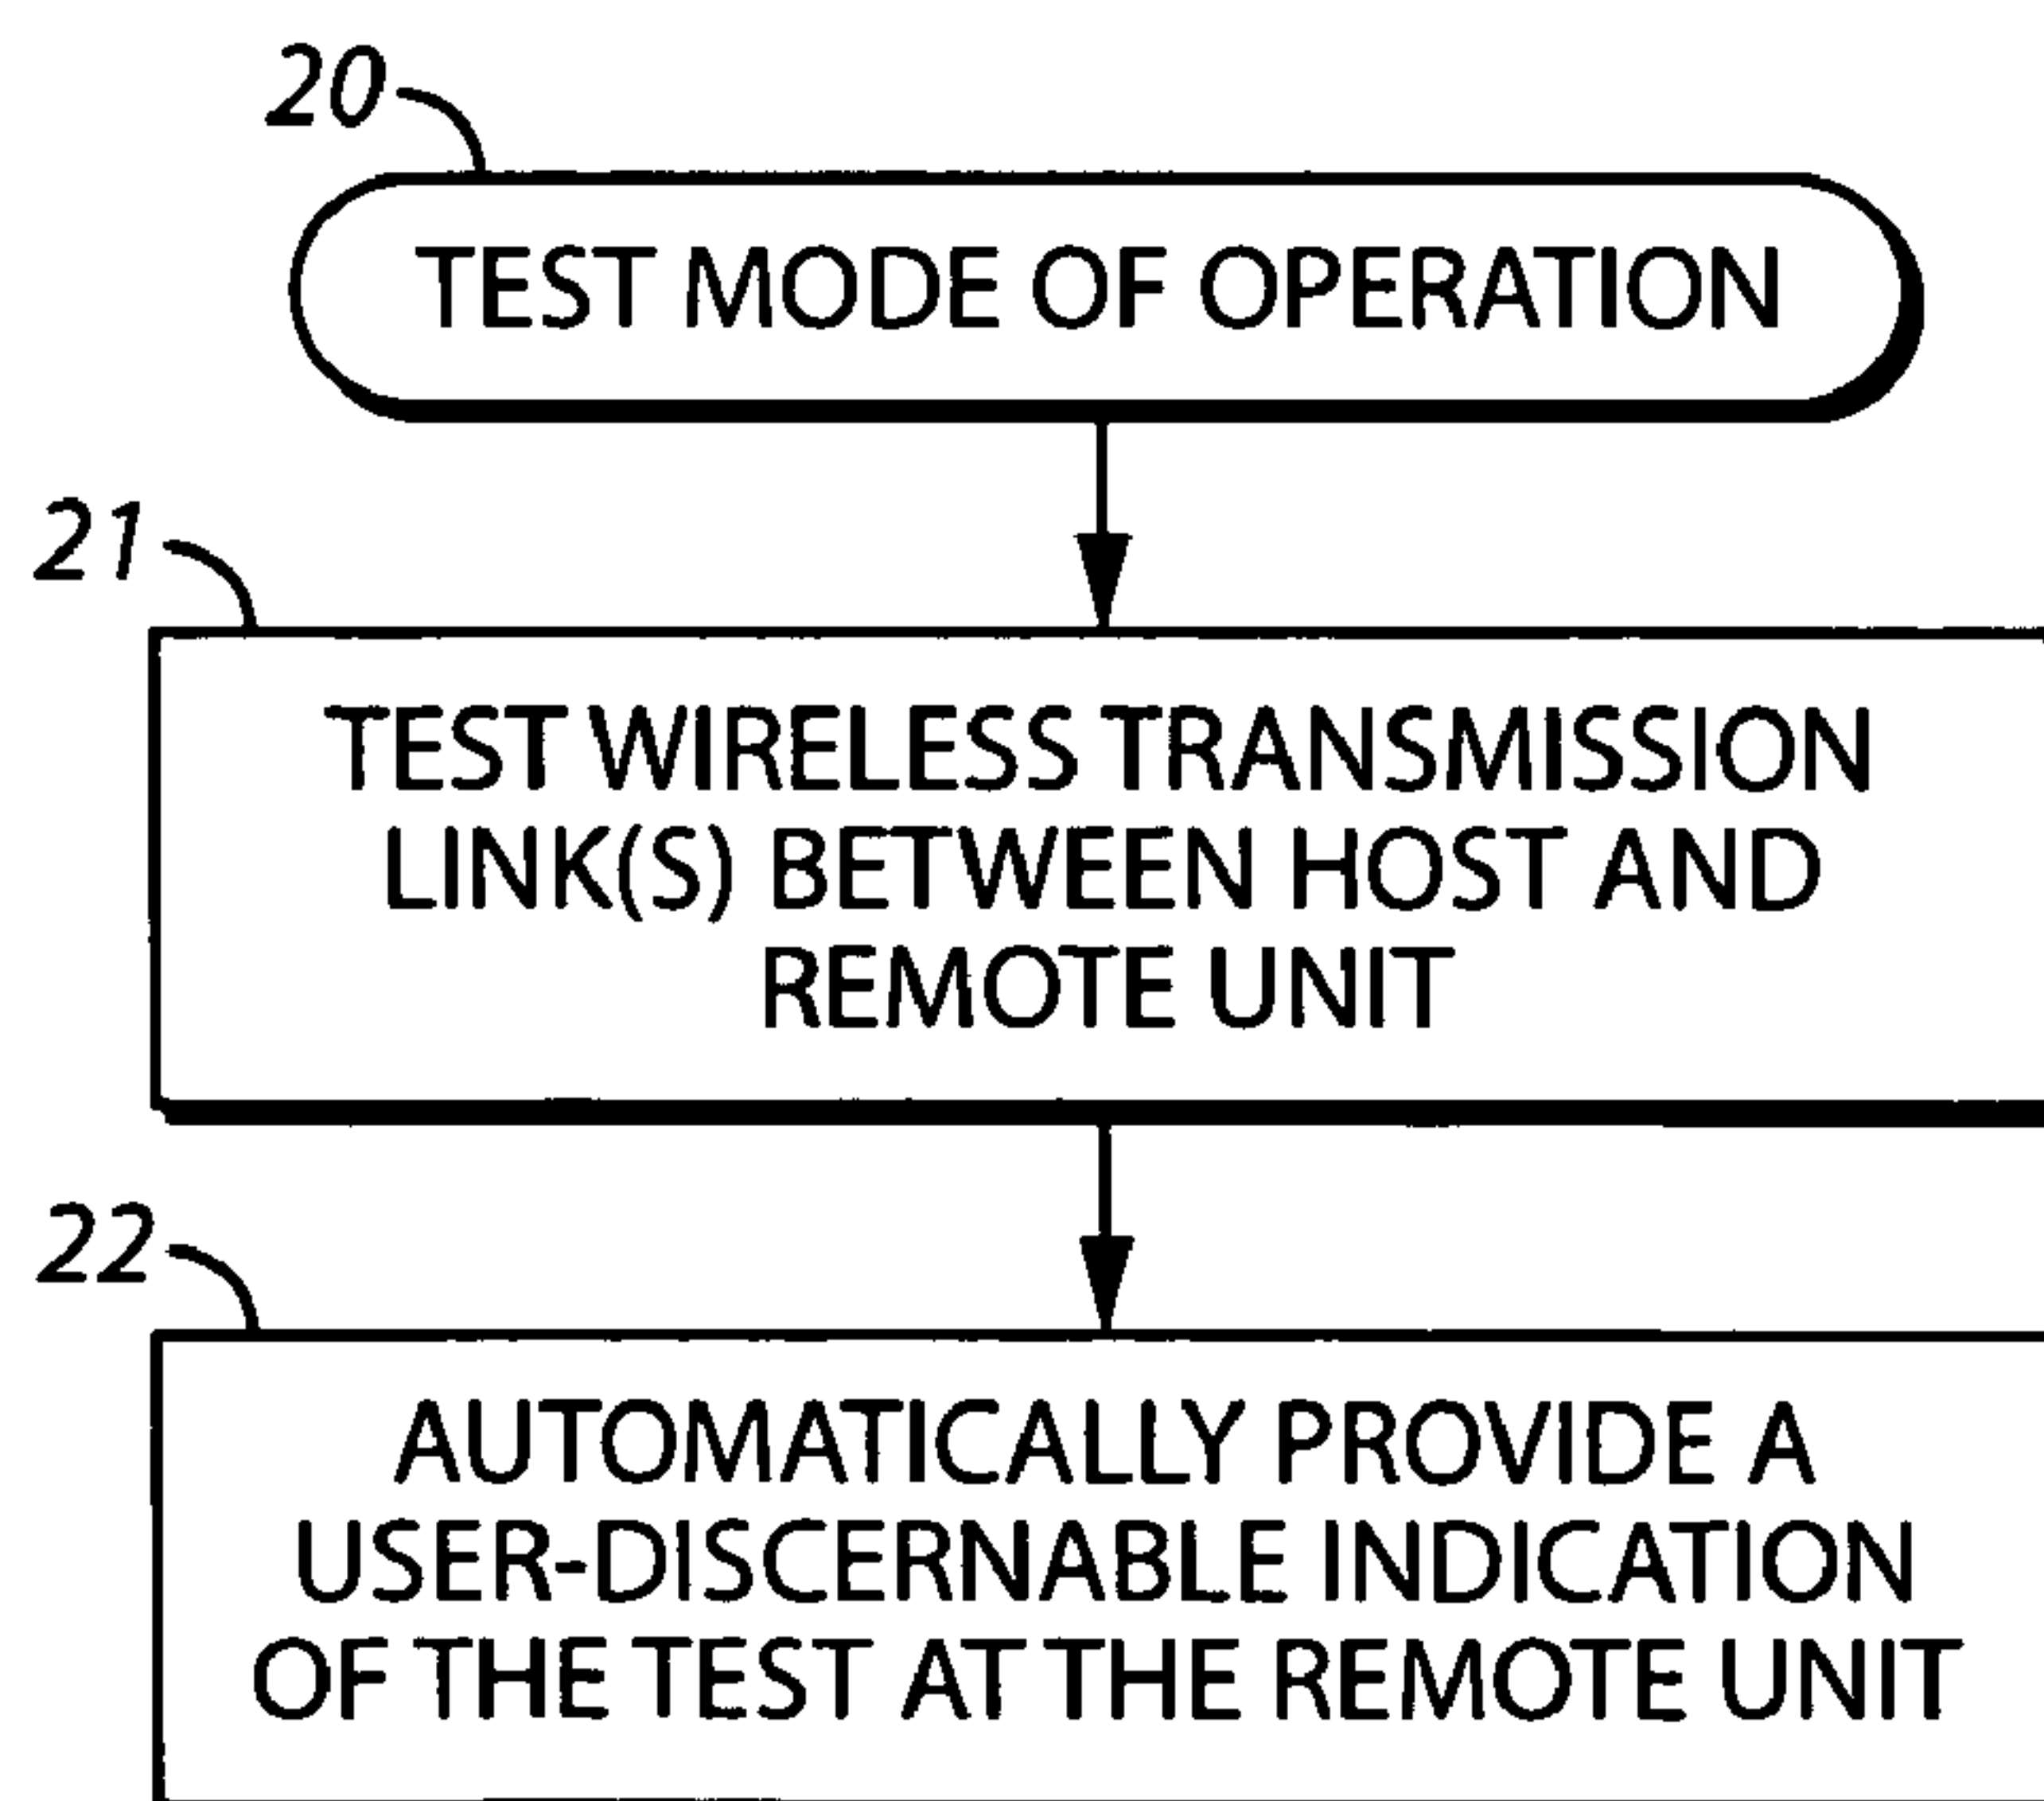 20
TEST MODE OF OPERATION
21
TEST WIRELESS TRANSMISSION
LINK(S) BETWEEN HOST AND
REMOTE UNIT
22
AUTOMATICALLY PROVIDE A
USER-DISCERNABLE INDICATION
OF THE TEST AT THE REMOTE UNIT